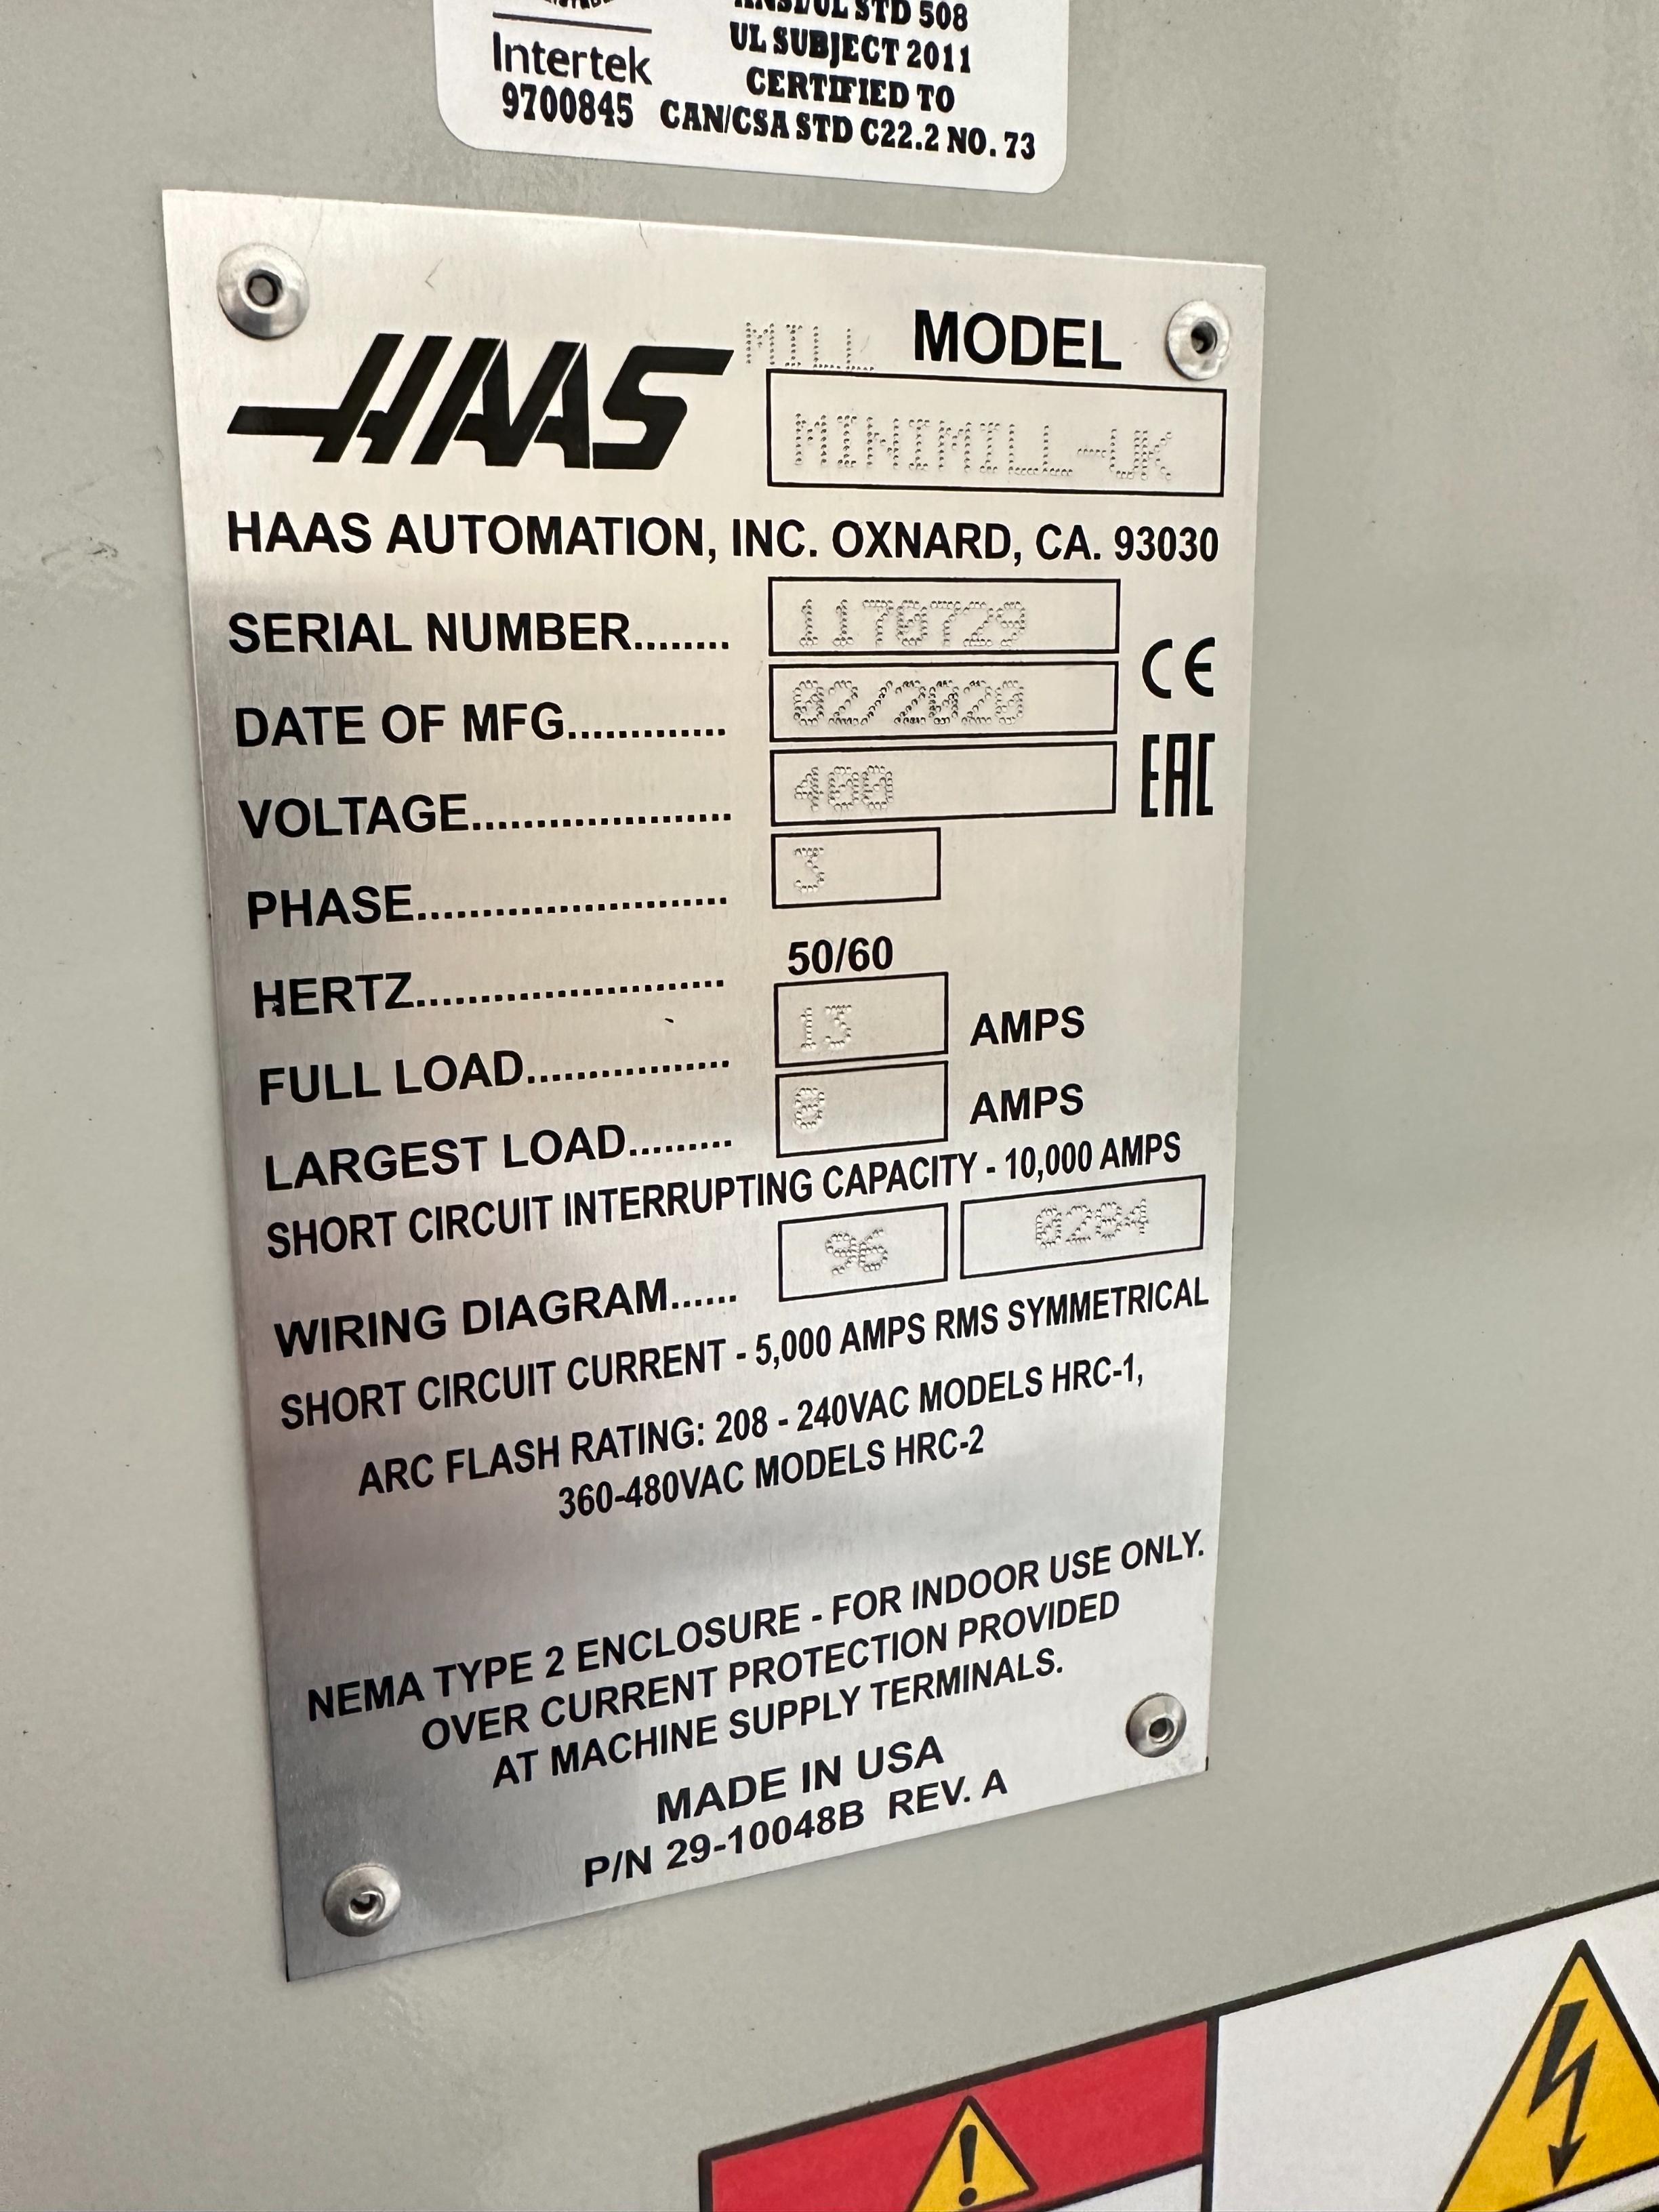 ANSI/UL STD 508
UL SUBJECT 2011
CERTIFIED TO
CAN/CSA STD C22.2 NO. 73
Intertek
9700845
HAAS MILL MODEL
MINIMILL-UK
HAAS AUTOMATION, INC. OXNARD, CA. 93030
SERIAL NUMBER........ 1170729
DATE OF MFG............. 02/2020
CE
VOLTAGE...................... 400
EAC
PHASE.......................... 3
HERTZ.......................... 50/60
FULL LOAD................. 13 AMPS
LARGEST LOAD......... 8 AMPS
SHORT CIRCUIT INTERRUPTING CAPACITY - 10,000 AMPS
WIRING DIAGRAM...... 96 0284
SHORT CIRCUIT CURRENT - 5,000 AMPS RMS SYMMETRICAL
ARC FLASH RATING: 208 - 240VAC MODELS HRC-1,
360-480VAC MODELS HRC-2
NEMA TYPE 2 ENCLOSURE - FOR INDOOR USE ONLY.
OVER CURRENT PROTECTION PROVIDED
AT MACHINE SUPPLY TERMINALS.
MADE IN USA
P/N 29-10048B REV. A